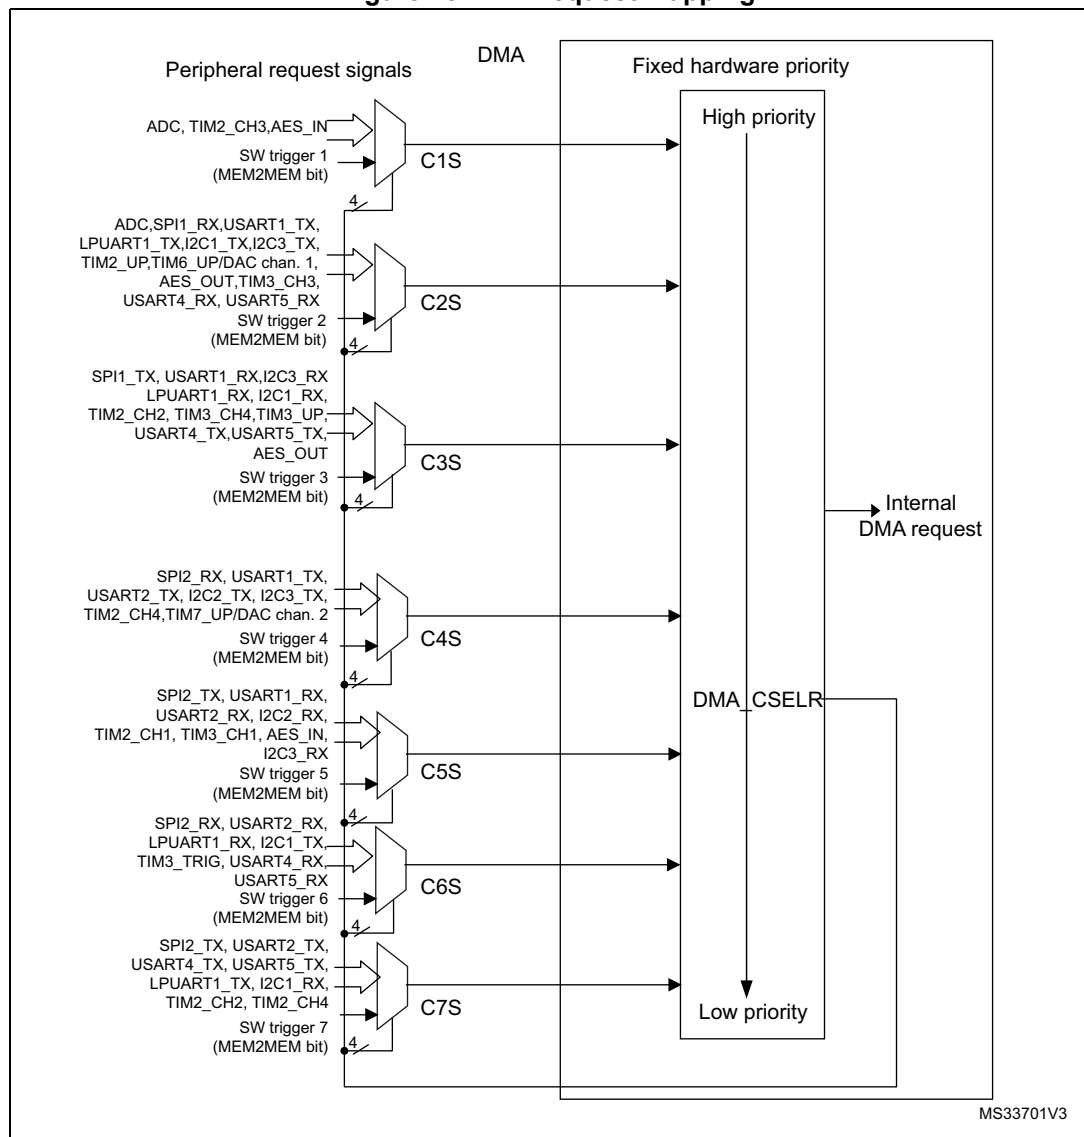 Peripheral request signals
DMA
Fixed hardware priority
High priority
ADC, TIM2_CH3,AES_IN
SW trigger 1
(MEM2MEM bit)
C1S
4
ADC,SPI1_RX,USART1_TX,
LPUART1_TX,I2C1_TX,I2C3_TX,
TIM2_UP,TIM6_UP/DAC chan. 1,
AES_OUT,TIM3_CH3,
USART4_RX, USART5_RX
SW trigger 2
(MEM2MEM bit)
C2S
4
SPI1_TX, USART1_RX,I2C3_RX
LPUART1_RX, I2C1_RX,
TIM2_CH2, TIM3_CH4,TIM3_UP,
USART4_TX,USART5_TX,
AES_OUT
SW trigger 3
(MEM2MEM bit)
C3S
4
Internal
DMA request
SPI2_RX, USART1_TX,
USART2_TX, I2C2_TX, I2C3_TX,
TIM2_CH4,TIM7_UP/DAC chan. 2
SW trigger 4
(MEM2MEM bit)
C4S
4
DMA_CSELR
SPI2_TX, USART1_RX,
USART2_RX, I2C2_RX,
TIM2_CH1, TIM3_CH1, AES_IN,
I2C3_RX
SW trigger 5
(MEM2MEM bit)
C5S
4
SPI2_RX, USART2_RX,
LPUART1_RX, I2C1_TX,
TIM3_TRIG, USART4_RX,
USART5_RX
SW trigger 6
(MEM2MEM bit)
C6S
4
SPI2_TX, USART2_TX,
USART4_TX, USART5_TX,
LPUART1_TX, I2C1_RX,
TIM2_CH2, TIM2_CH4
SW trigger 7
(MEM2MEM bit)
C7S
4
Low priority
MS33701V3